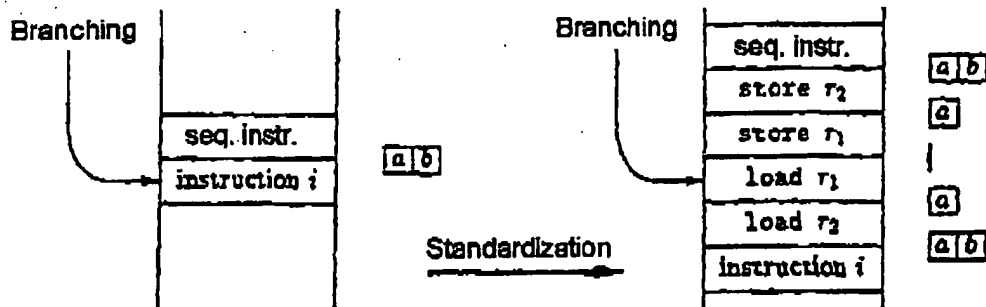 Branching
seq. instr.
instruction i
a b
Standardization
Branching
seq. instr.
store r2
store r1
load r1
load r2
instruction i
a b
a
a
a b